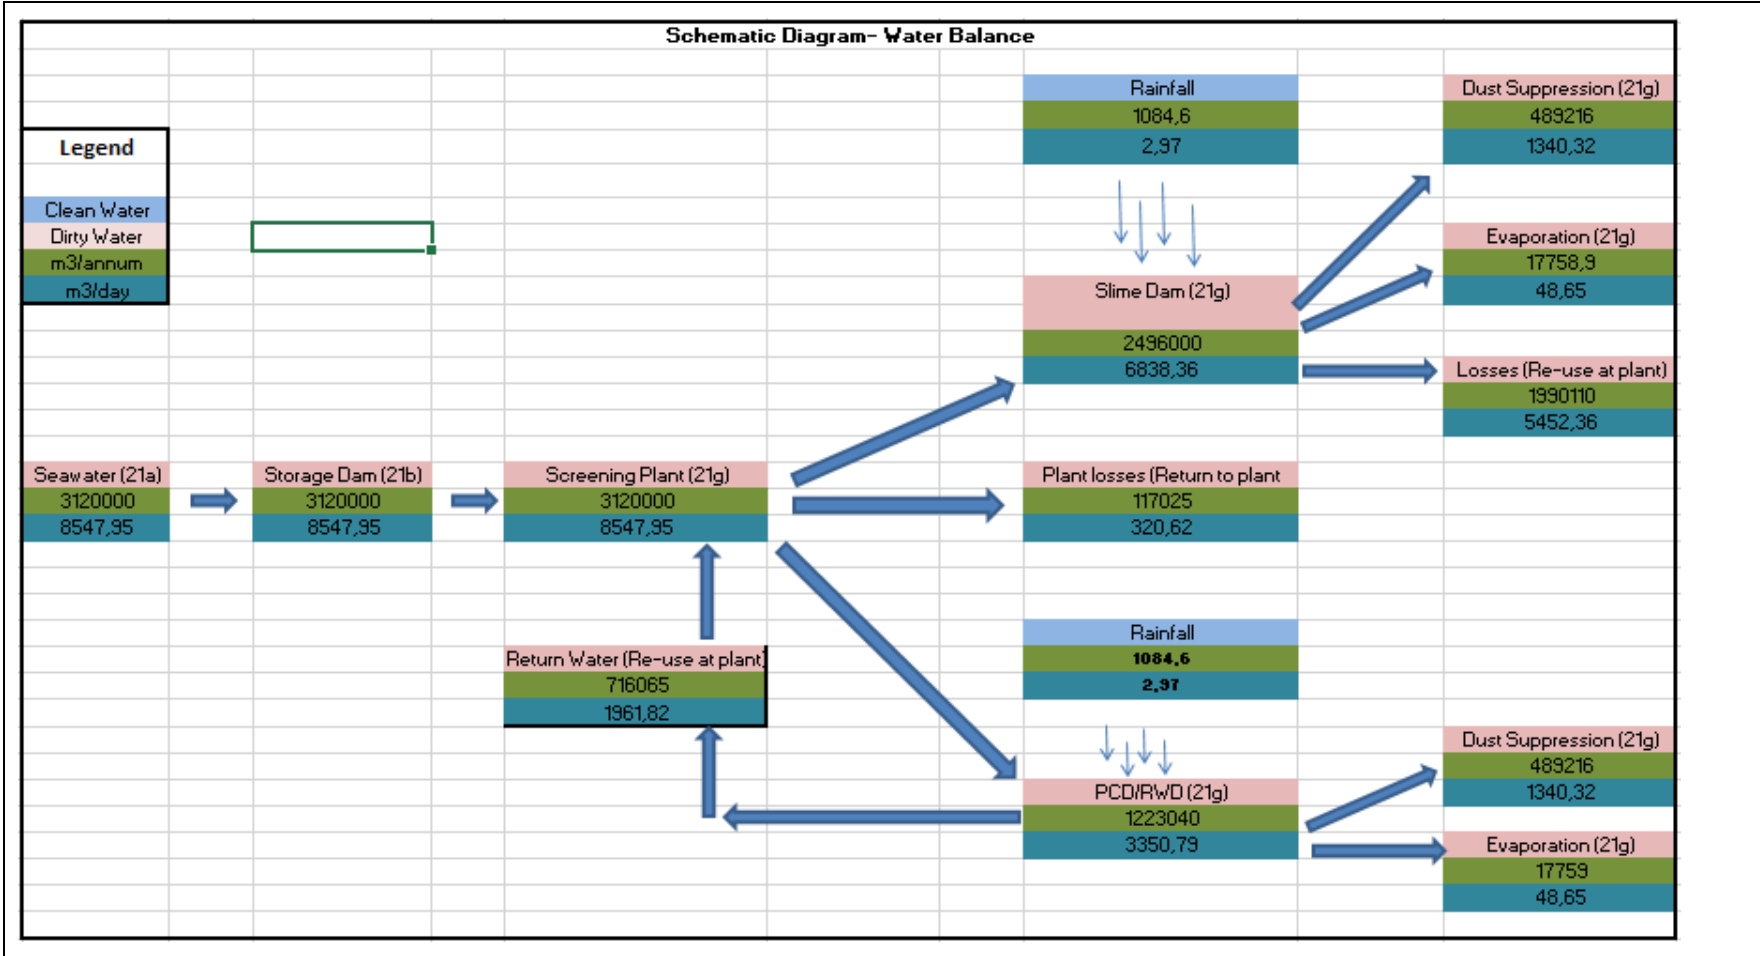 Schematic Diagram- Water Balance
Legend
Clean Water
Dirty Water
m3/annum
m3/day
Seawater (21a)
3120000
8547,95
Storage Dam (21b)
3120000
8547,95
Screening Plant (21g)
3120000
8547,95
Return Water (Re-use at plant)
716065
1961,82
Rainfall
1084,6
2,97
Slime Dam (21g)
2496000
6838,36
Plant losses (Return to plant
117025
320,62
Rainfall
1084,6
2,97
PCD/RWD (21g)
1223040
3350,79
Dust Suppression (21g)
489216
1340,32
Evaporation (21g)
17758,9
48,65
Losses (Re-use at plant)
1990110
5452,36
Dust Suppression (21g)
489216
1340,32
Evaporation (21g)
17759
48,65